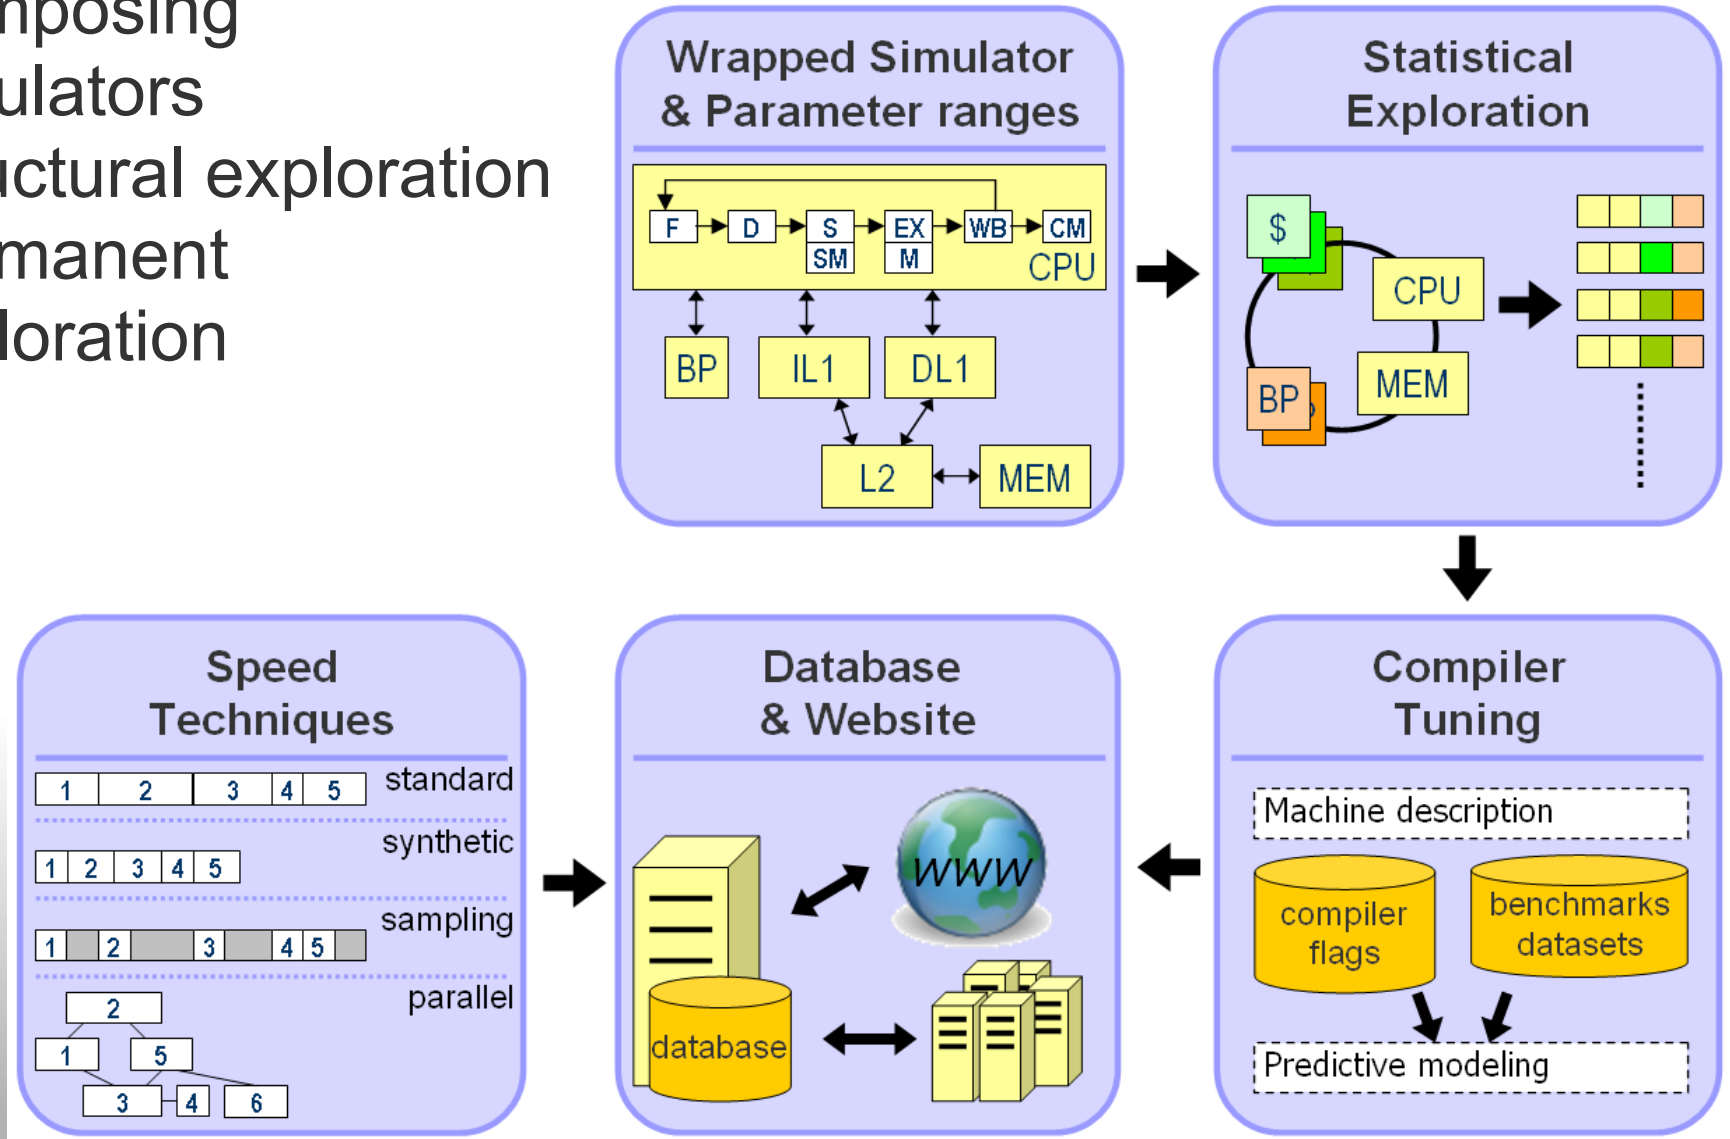 mposing
ulators
uctural exploration
manent
loration
Wrapped Simulator
& Parameter ranges
F
D
S
EX
WB
CM
SM
M
CPU
BP
IL1
DL1
L2
MEM
Statistical
Exploration
$
CPU
MEM
BP
Speed
Techniques
standard
1 2 3 4 5
synthetic
1 2 3 4 5
sampling
1 2 3 4 5
parallel
2
1 5
3 4 6
Database
& Website
www
database
Compiler
Tuning
Machine description
compiler
flags
benchmarks
datasets
Predictive modeling